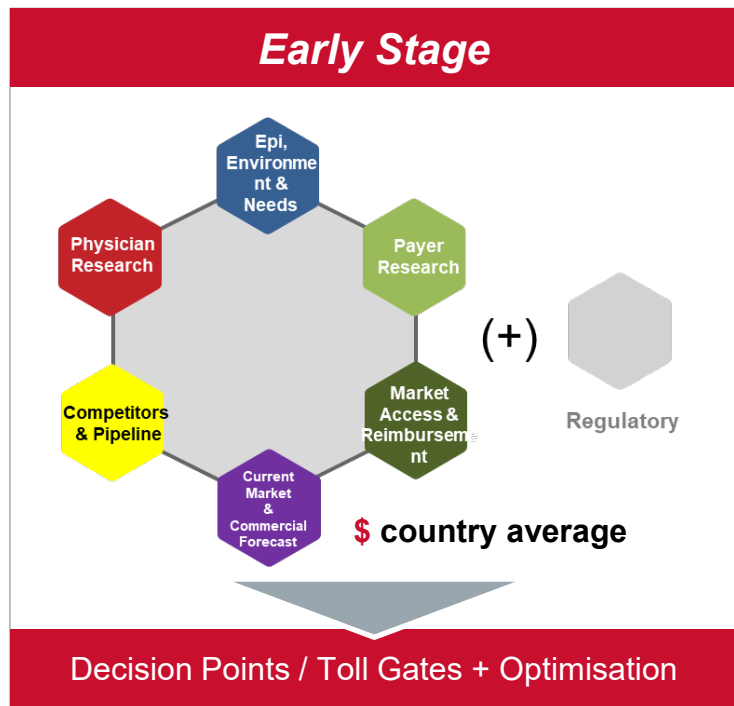 Early Stage
Epi,
Environme
nt &
Needs
Physician
Research
Payer
Research
(+)
Competitors
& Pipeline
Market
Access &
Reimburseme
nt
Regulatory
Current
Market
&
Commercial
Forecast
$ country average
Decision Points / Toll Gates + Optimisation